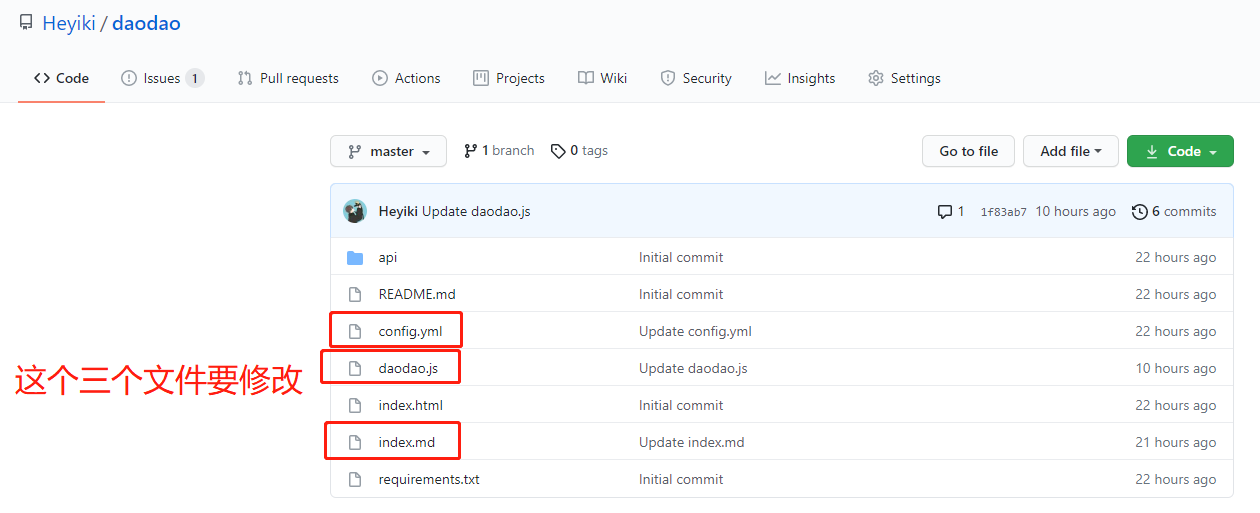 Heyiki / daodao
Code Issues 1 Pull requests Actions Projects Wiki Security Insights Settings
master 1 branch 0 tags Go to file Add file Code
Heyiki Update daodao.js 1 1f83ab7 10 hours ago 6 commits
api Initial commit 22 hours ago
README.md Initial commit 22 hours ago
config.yml Update config.yml 22 hours ago
这个三个文件要修改
daodao.js Update daodao.js 10 hours ago
index.html Initial commit 22 hours ago
index.md Update index.md 21 hours ago
requirements.txt Initial commit 22 hours ago